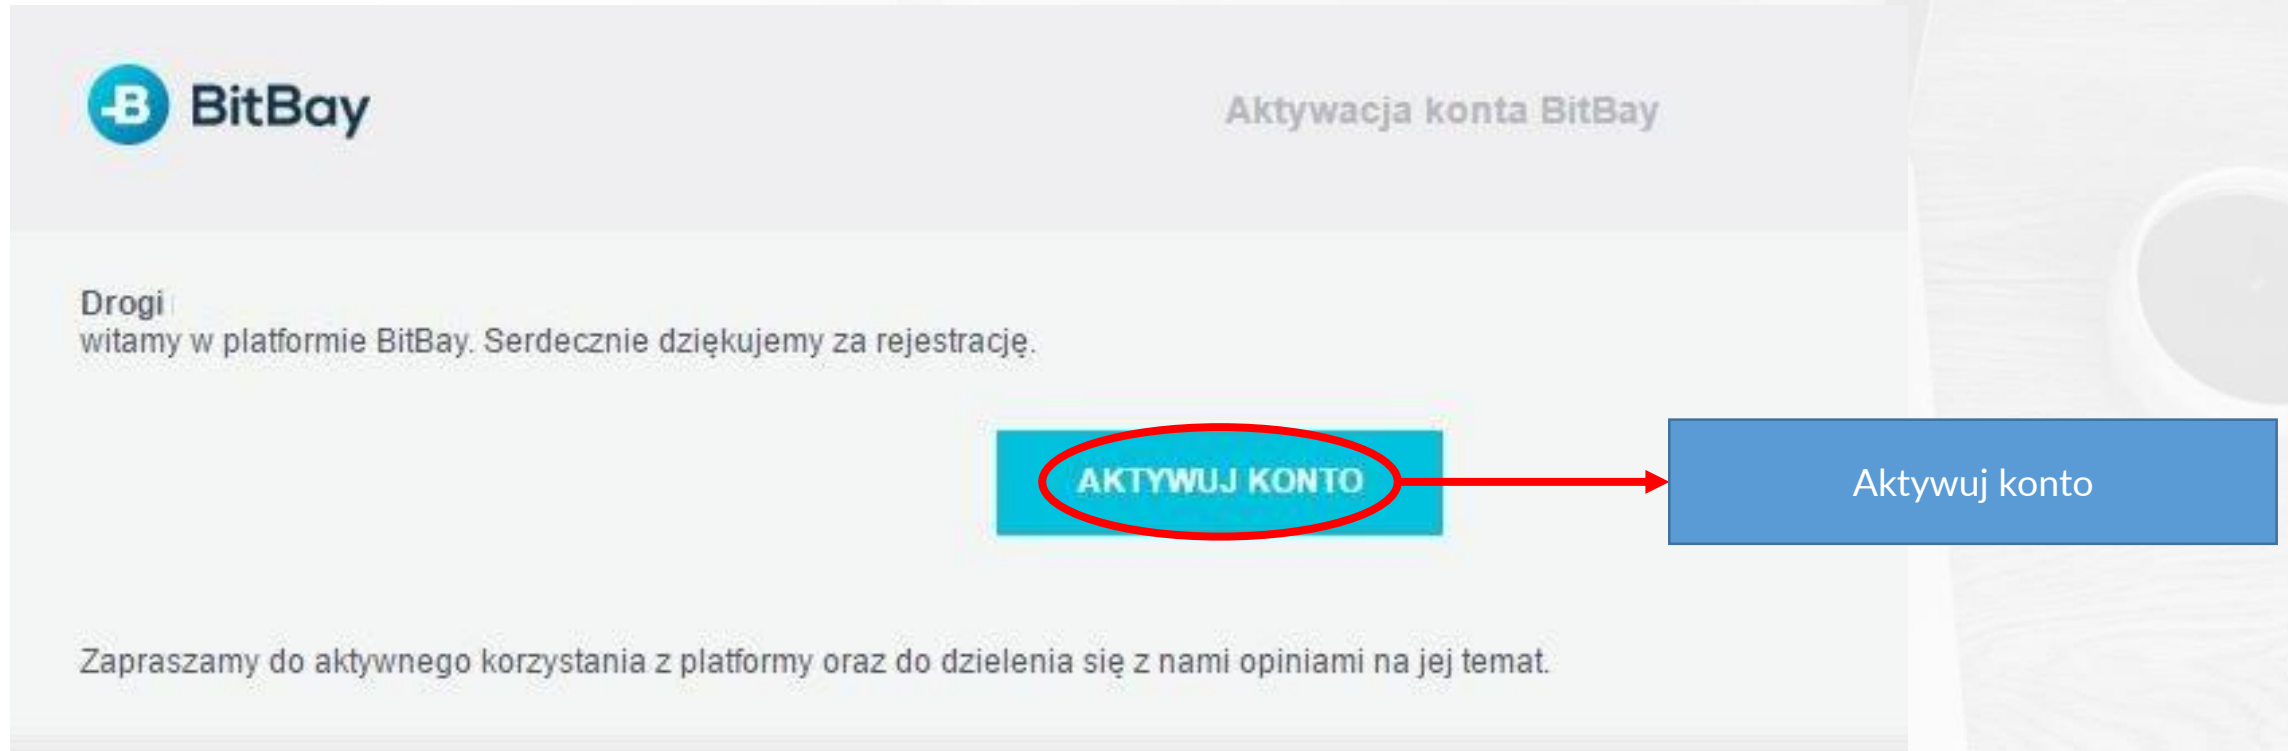 BitBay
Aktywacja konta BitBay
Drogi
witamy w platformie BitBay. Serdecznie dziękujemy za rejestrację.
AKTYWUJ KONTO
Aktywuj konto
Zapraszamy do aktywnego korzystania z platformy oraz do dzielenia się z nami opiniami na jej temat.